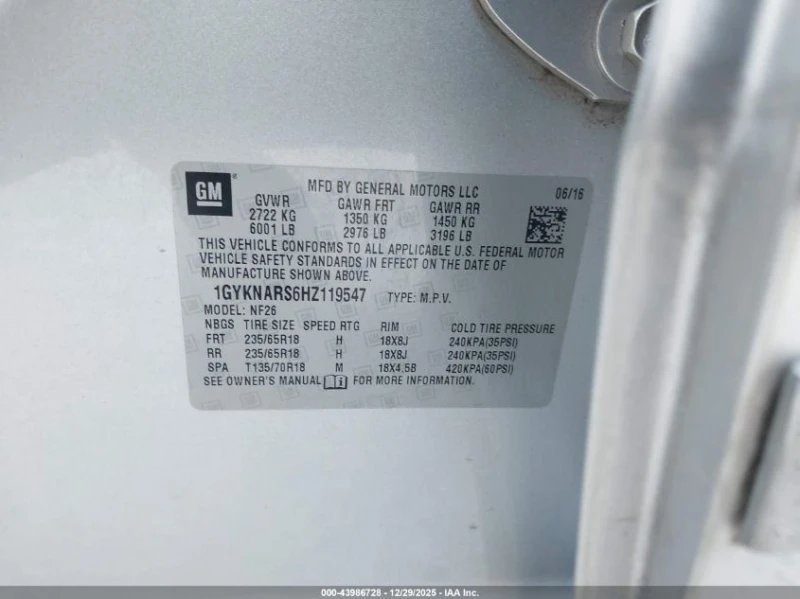 GM ®
MFD BY GENERAL MOTORS LLC 06/16
GVWR GAWR FRT GAWR RR
2722 KG 1350 KG 1450 KG
6001 LB 2976 LB 3196 LB
THIS VEHICLE CONFORMS TO ALL APPLICABLE U.S. FEDERAL MOTOR
VEHICLE SAFETY STANDARDS IN EFFECT ON THE DATE OF
MANUFACTURE SHOWN ABOVE.
1GYKNARS6HZ119547 TYPE: M.P.V.
MODEL: NF26
NBGS TIRE SIZE SPEED RTG RIM COLD TIRE PRESSURE
FRT 235/65R18 H 18X8J 240KPA(35PSI)
RR 235/65R18 H 18X8J 240KPA(35PSI)
SPA T135/70R18 M 18X4.5B 420KPA(60PSI)
SEE OWNER'S MANUAL FOR MORE INFORMATION.
000-43986728 - 12/29/2025 - IAA Inc.